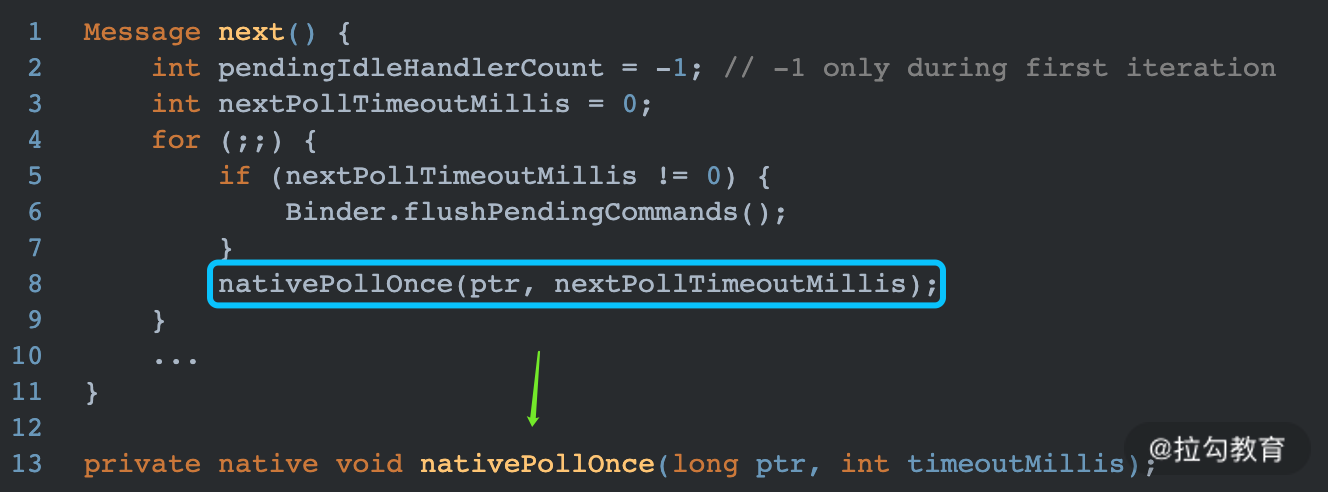 1 Message next() {
2 int pendingIdleHandlerCount = -1; // -1 only during first iteration
3 int nextPollTimeoutMillis = 0;
4 for (;;) {
5 if (nextPollTimeoutMillis != 0) {
6 Binder.flushPendingCommands();
7 }
8 nativePollOnce(ptr, nextPollTimeoutMillis);
9 }
10 ...
11 }
12
13 private native void nativePollOnce(long ptr, int timeoutMillis);
@拉勾教育